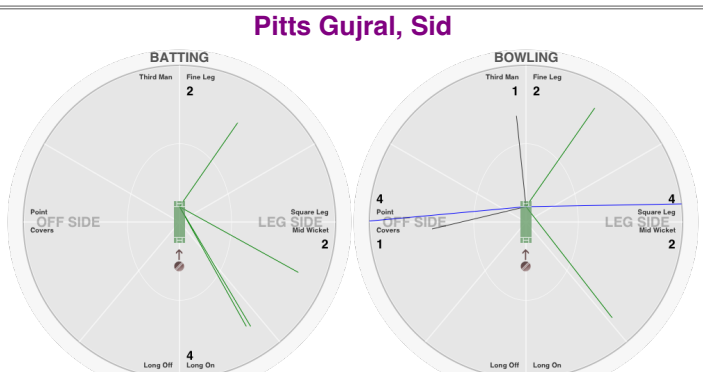 Pitts Gujral, Sid
BATTING
Third Man Fine Leg
2
Point
OFF SIDE
Covers
Square Leg
LEG SIDE
Mid Wicket
2
4
Long Off Long On
BOWLING
Third Man Fine Leg
1 2
4
Point
OFF SIDE
Covers
1
4
Square Leg
LEG SIDE
Mid Wicket
2
Long Off Long On